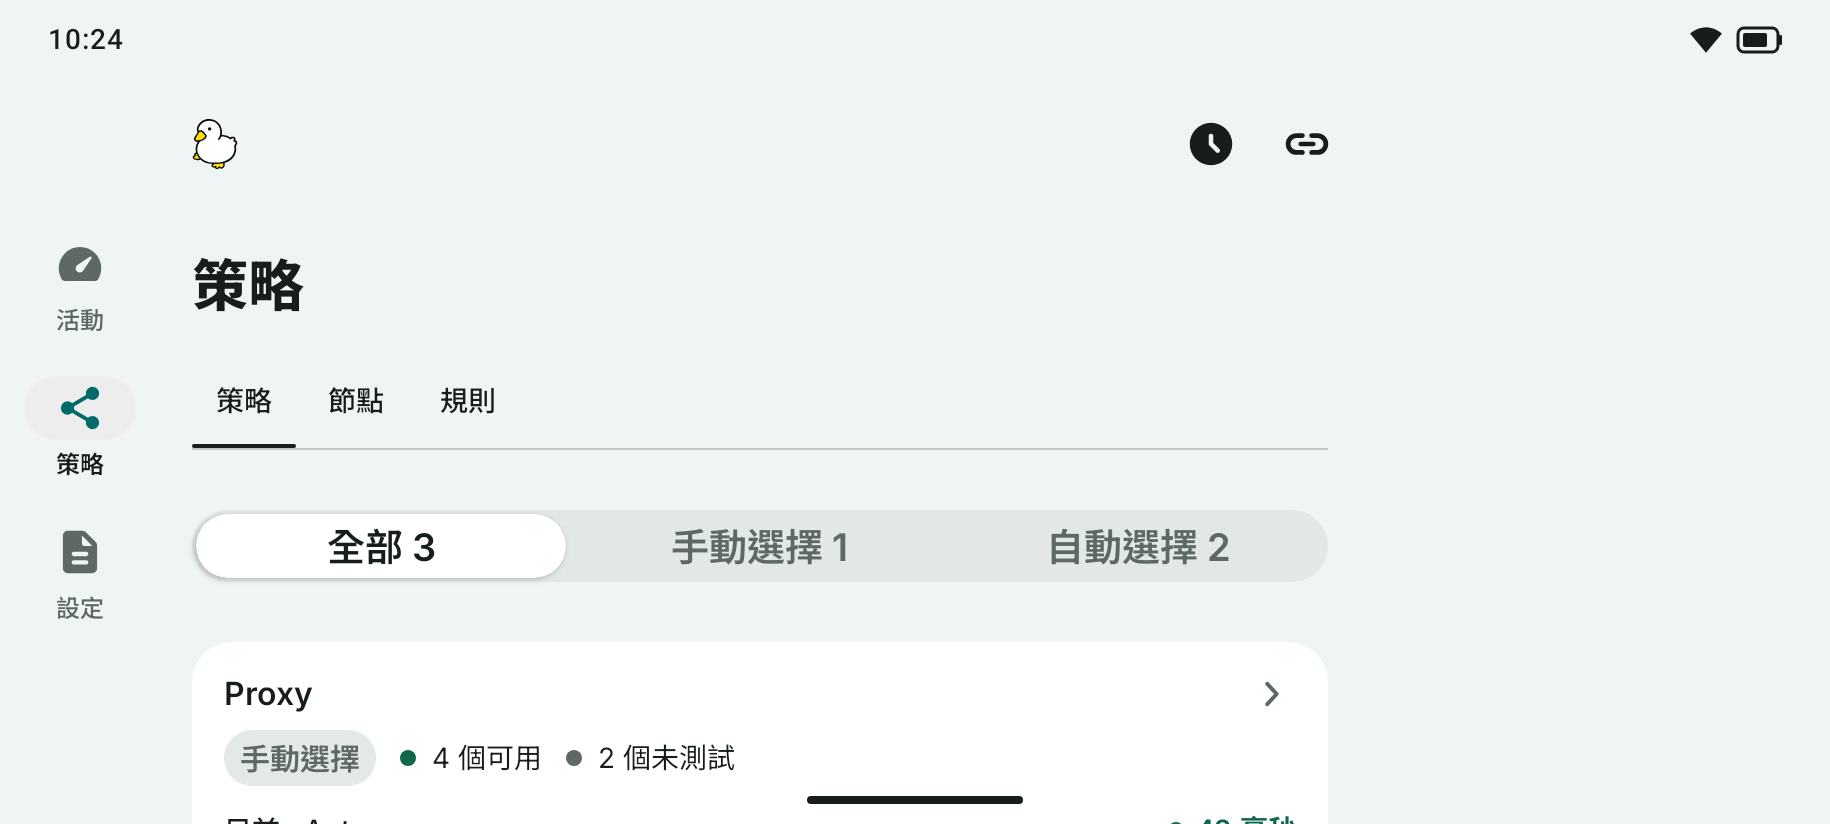 10:24
策略
活動
策略
設定
策略 節點 規則
全部 3 手動選擇 1 自動選擇 2
Proxy
手動選擇 4 個可用 2 個未測試